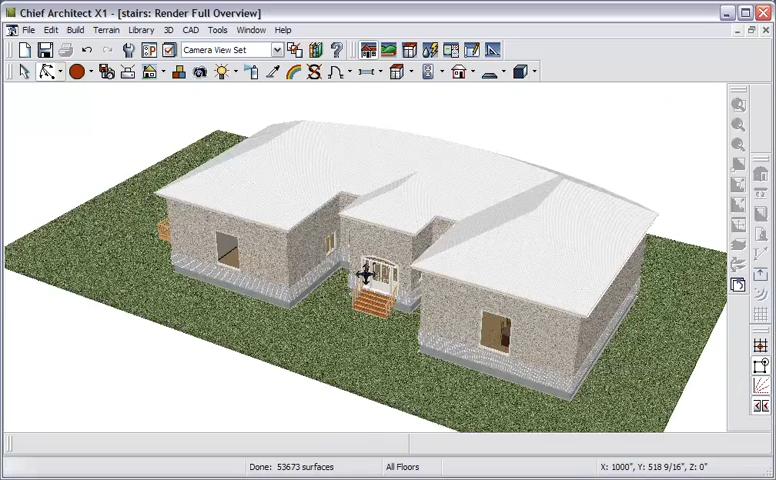 Chief Architect X1 - [stairs: Render Full Overview]
File Edit Build Terrain Library 3D CAD Tools Window Help
Camera View Set
Done: 53673 surfaces All Floors X: 1000", Y: 518 9/16", Z: 0"